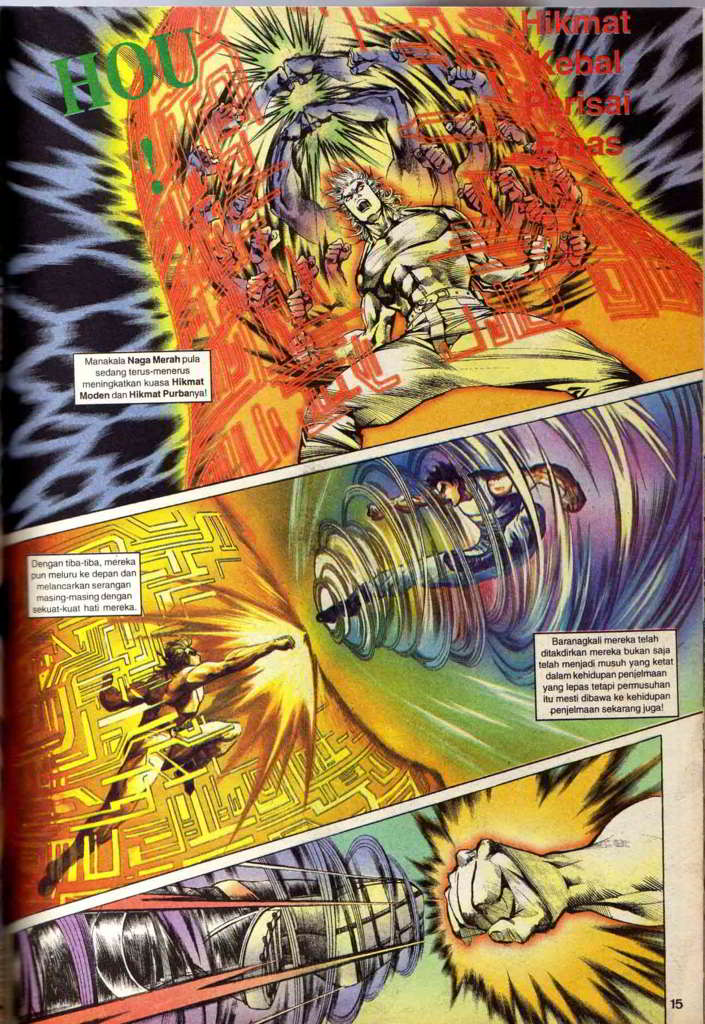 HOU
!
Hikmat
Kebal
Perisai
Emas
Manakala Naga Merah pula
sedang terus-menerus
meningkatkan kuasa Hikmat
Moden dan Hikmat Purbanya!
Dengan tiba-tiba, mereka
pun meluru ke depan dan
melancarkan serangan
masing-masing dengan
sekuat-kuat hati mereka.
Baranagkali mereka telah
ditakdirkan mereka bukan saja
telah menjadi musuh yang ketat
dalam kehidupan penjelmaan
yang lepas tetapi permusuhan
itu mesti dibawa ke kehidupan
penjelmaan sekarang juga!
15